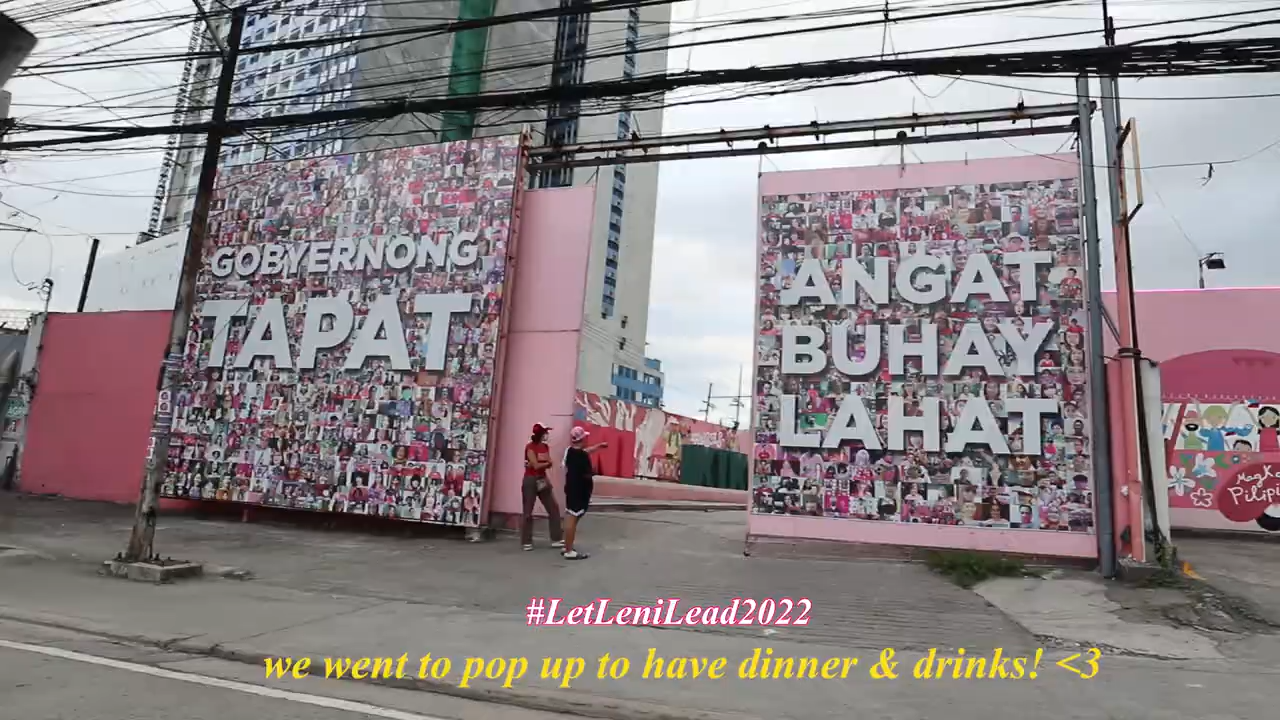 GOBYERNONG
TAPAT
ANGAT
BUHAY
LAHAT
#LetLeniLead2022
we went to pop up to have dinner & drinks! <3